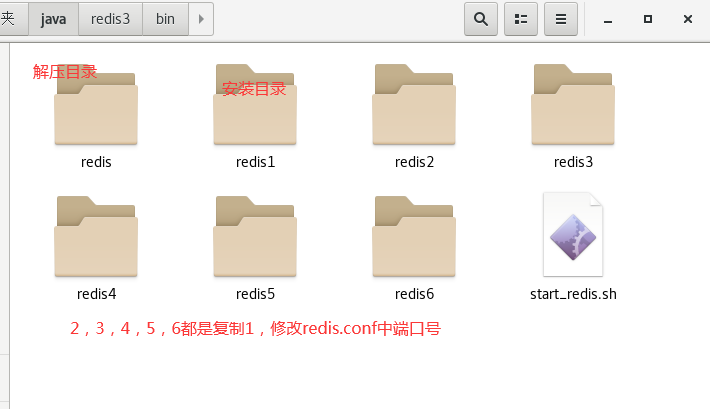 夹 java redis3 bin
解压目录
安装目录
redis redis1 redis2 redis3
redis4 redis5 redis6 start_redis.sh
2，3，4，5，6都是复制1，修改redis.conf中端口号